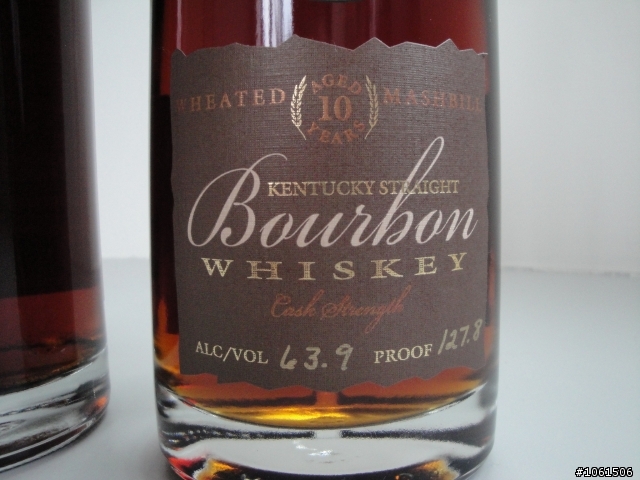 WHEATED AGED 10 YEARS MASHBILL
KENTUCKY STRAIGHT
Bourbon
WHISKEY
Cask Strength
ALC/VOL 63.9 PROOF 127.8
#1061506